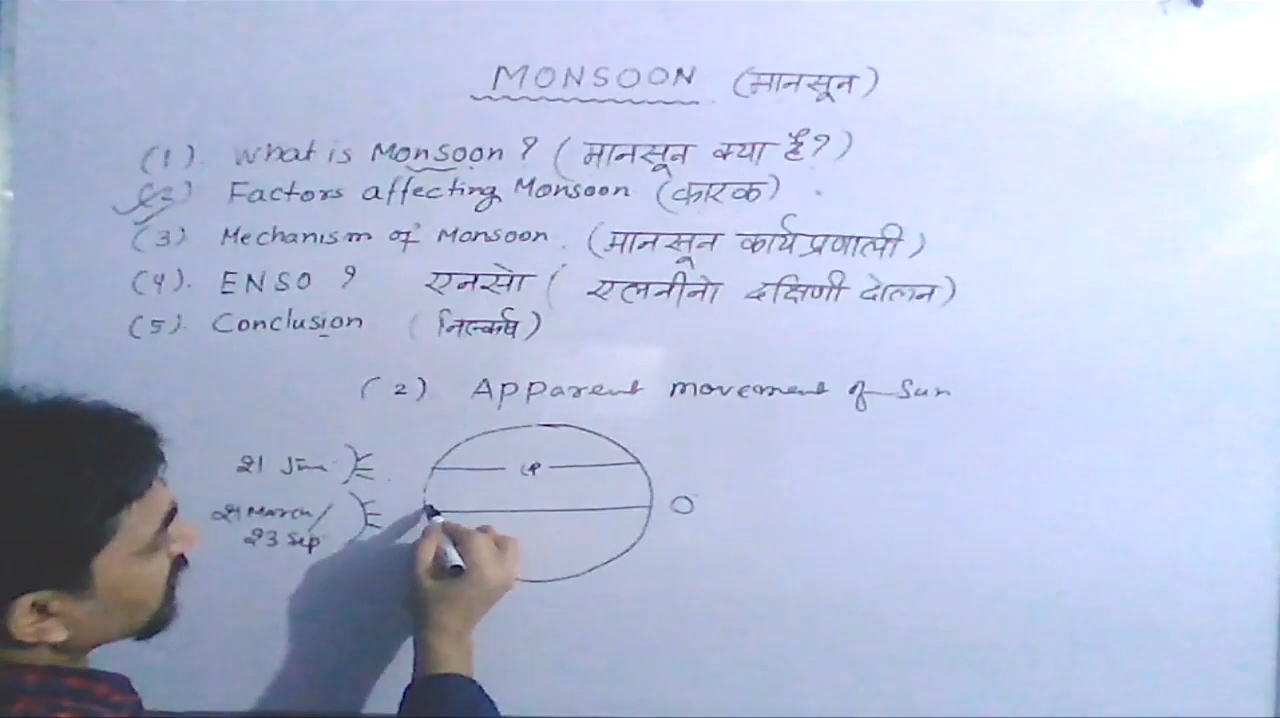 MONSOON (मानसून)
(1). What is Monsoon? (मानसून क्या है?)
(2) Factors affecting Monsoon (कारक)
(3) Mechanism of Monsoon. (मानसून कार्यप्रणाली)
(4). ENSO ? एनसो ( एलनीनो दक्षिणी दोलन)
(5). Conclusion (निष्कर्ष)
(2). Apparent movement of Sun
21 June
LP
21 March/
23 Sep
0